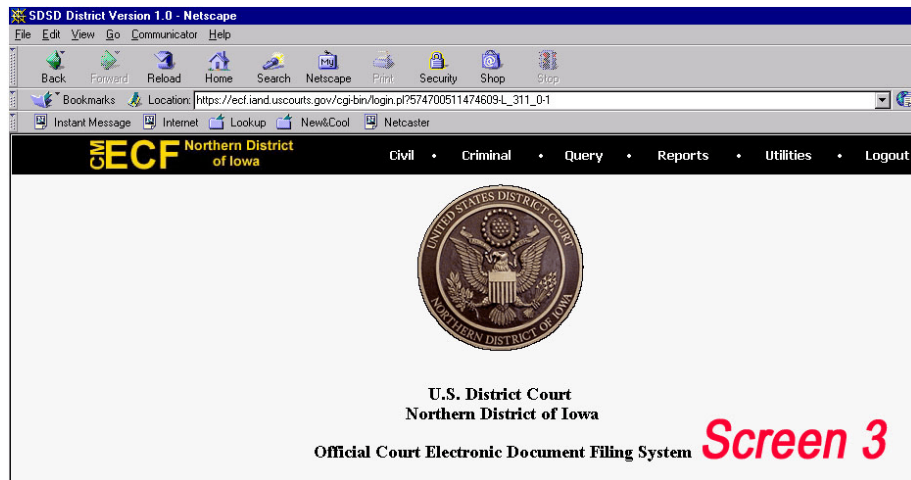 SDSD District Version 1.0 - Netscape
File Edit View Go Communicator Help
My
Back Forward Reload Home Search Netscape Print Security Shop Stop
Bookmarks Location: https://ecf.iand.uscourts.gov/cgi-bin/login.pl?574700511474609-L_311_0-1
Instant Message Internet Lookup New&Cool Netcaster
CM ECF Northern District of Iowa Civil • Criminal • Query • Reports • Utilities • Logout
UNITED STATES DISTRICT COURT
NORTHERN DISTRICT OF IOWA
U.S. District Court
Northern District of Iowa
Official Court Electronic Document Filing System
Screen 3